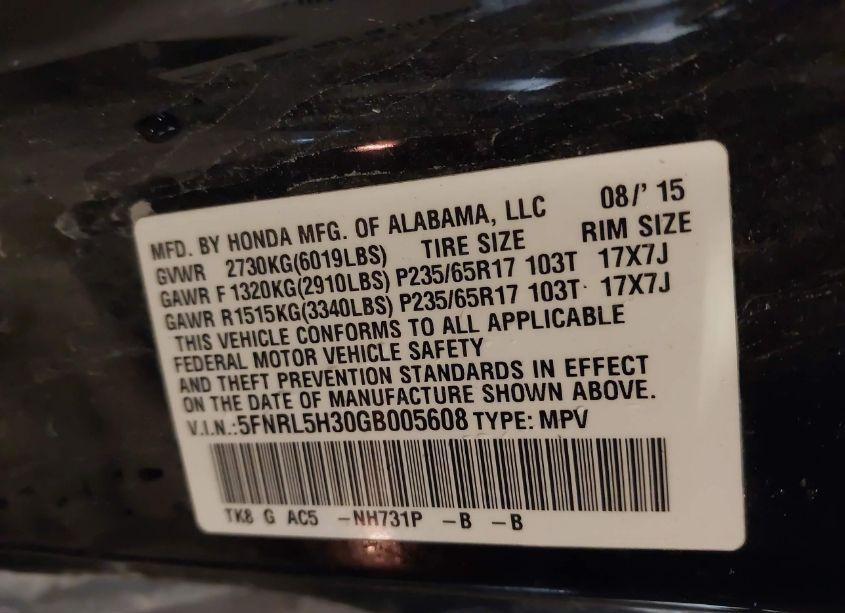 MFD. BY HONDA MFG. OF ALABAMA, LLC 08/' 15
GVWR 2730KG(6019LBS) TIRE SIZE RIM SIZE
GAWR F 1320KG(2910LBS) P235/65R17 103T 17X7J
GAWR R1515KG(3340LBS) P235/65R17 103T 17X7J
THIS VEHICLE CONFORMS TO ALL APPLICABLE
FEDERAL MOTOR VEHICLE SAFETY
AND THEFT PREVENTION STANDARDS IN EFFECT
ON THE DATE OF MANUFACTURE SHOWN ABOVE.
V.I.N.:5FNRL5H30GB005608 TYPE: MPV
TK8 G AC5 -NH731P -B -B